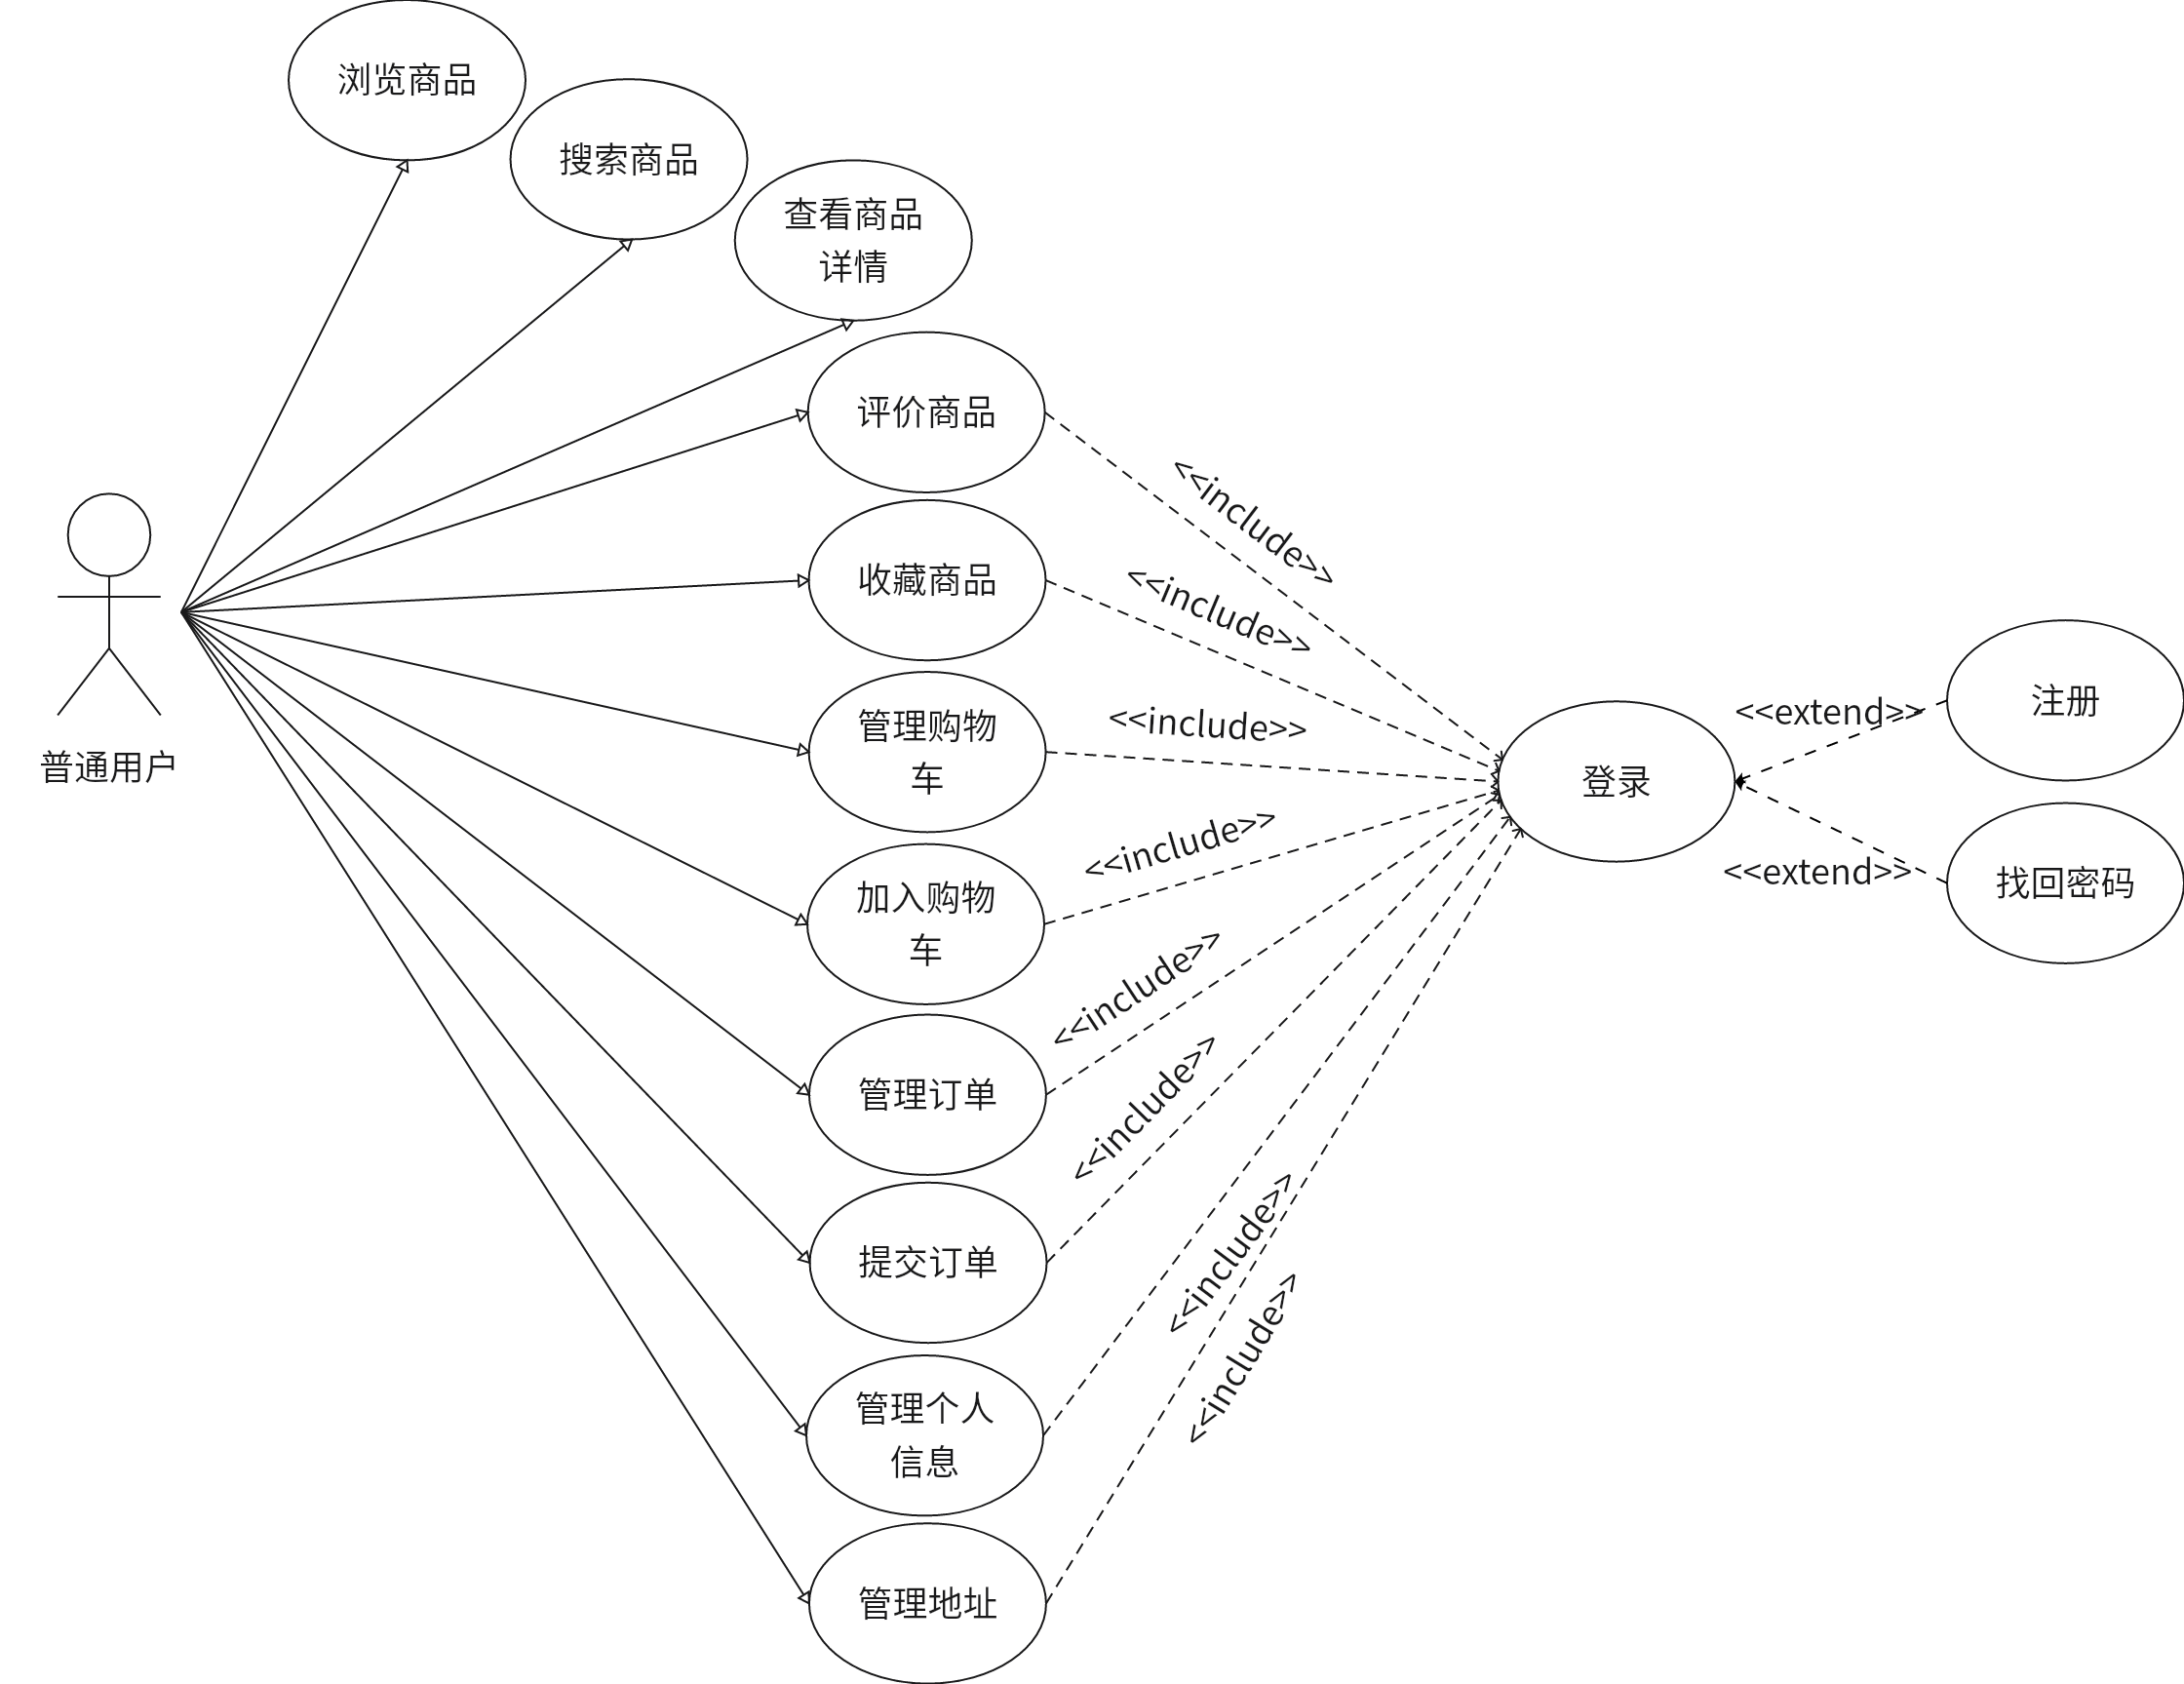 浏览商品
搜索商品
查看商品
详情
评价商品
<<include>>
收藏商品
<<include>>
普通用户
管理购物
车
<<include>>
登录
<<extend>>
注册
<<extend>>
找回密码
加入购物
车
<<include>>
管理订单
<<include>>
提交订单
<<include>>
管理个人
信息
<<include>>
管理地址
<<include>>